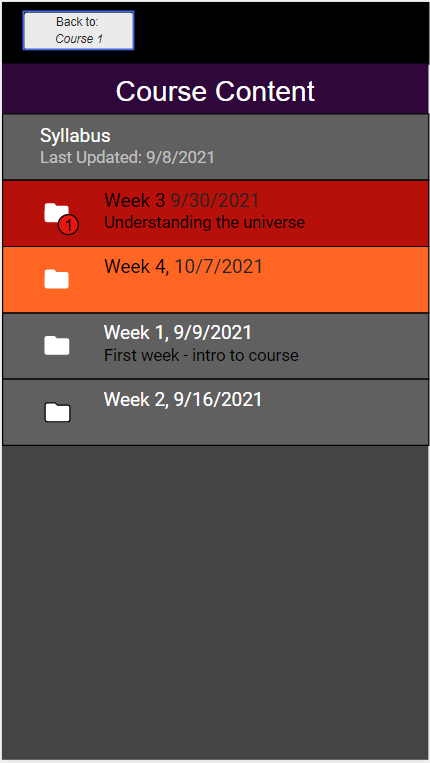 Back to:
Course 1
Course Content
Syllabus
Last Updated: 9/8/2021
Week 3 9/30/2021
Understanding the universe
1
Week 4, 10/7/2021
Week 1, 9/9/2021
First week - intro to course
Week 2, 9/16/2021